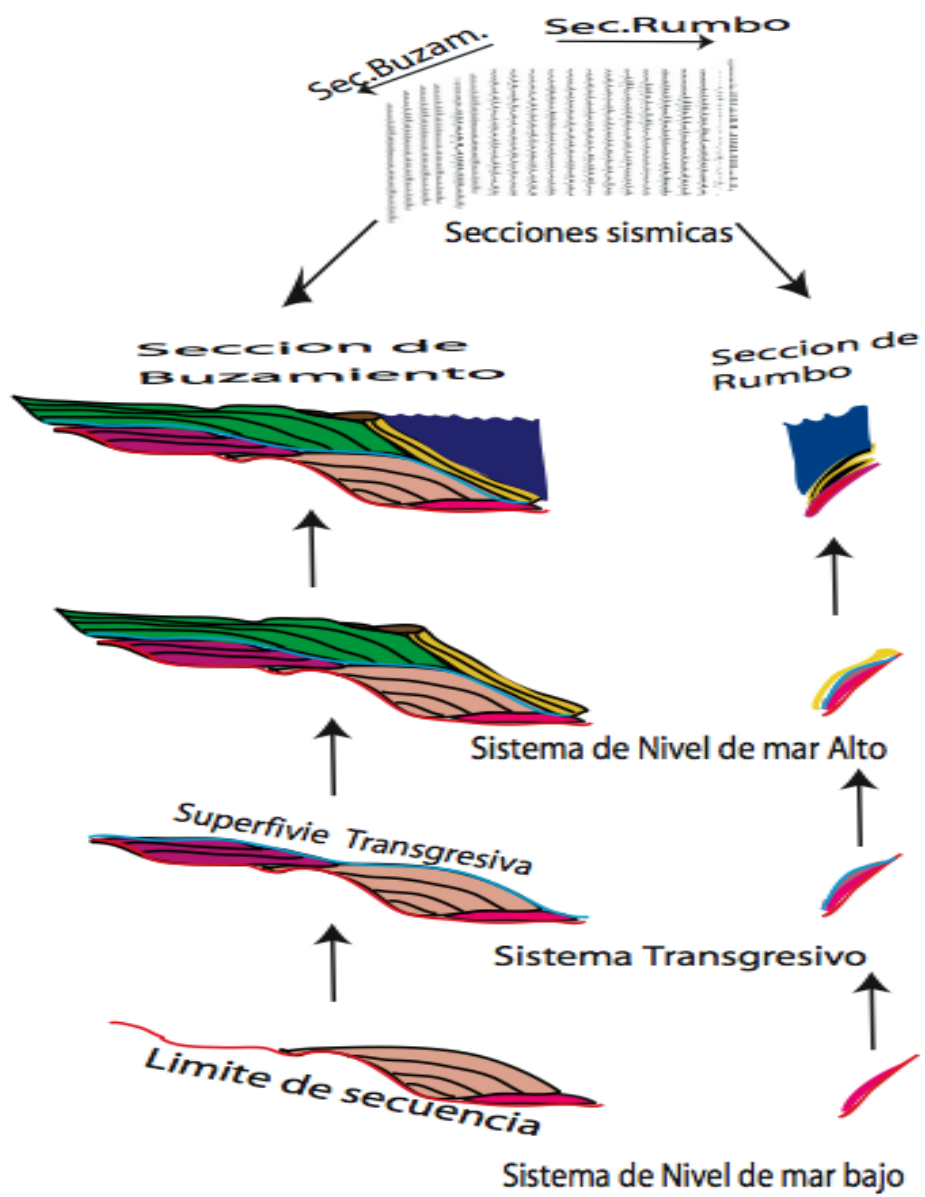 Sec.Rumbo
Sec.Buzam.
Secciones sismicas
Seccion de
Buzamiento
Seccion de
Rumbo
Sistema de Nivel de mar Alto
Superfivie Transgresiva
Sistema Transgresivo
Limite de secuencia
Sistema de Nivel de mar bajo